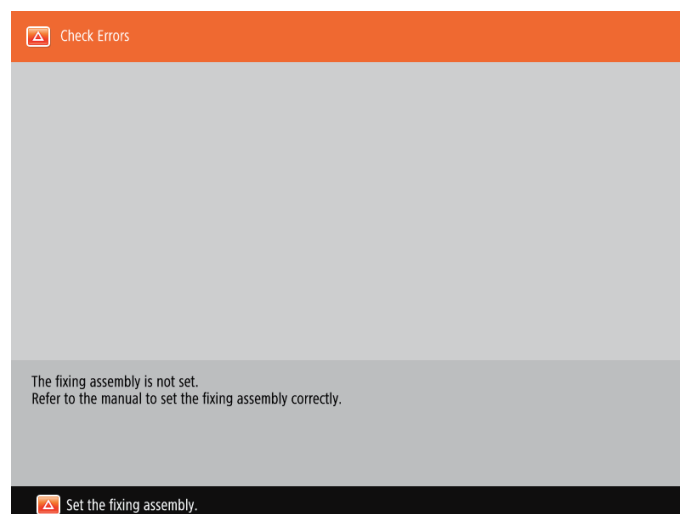 Check Errors
The fixing assembly is not set.
Refer to the manual to set the fixing assembly correctly.
Set the fixing assembly.